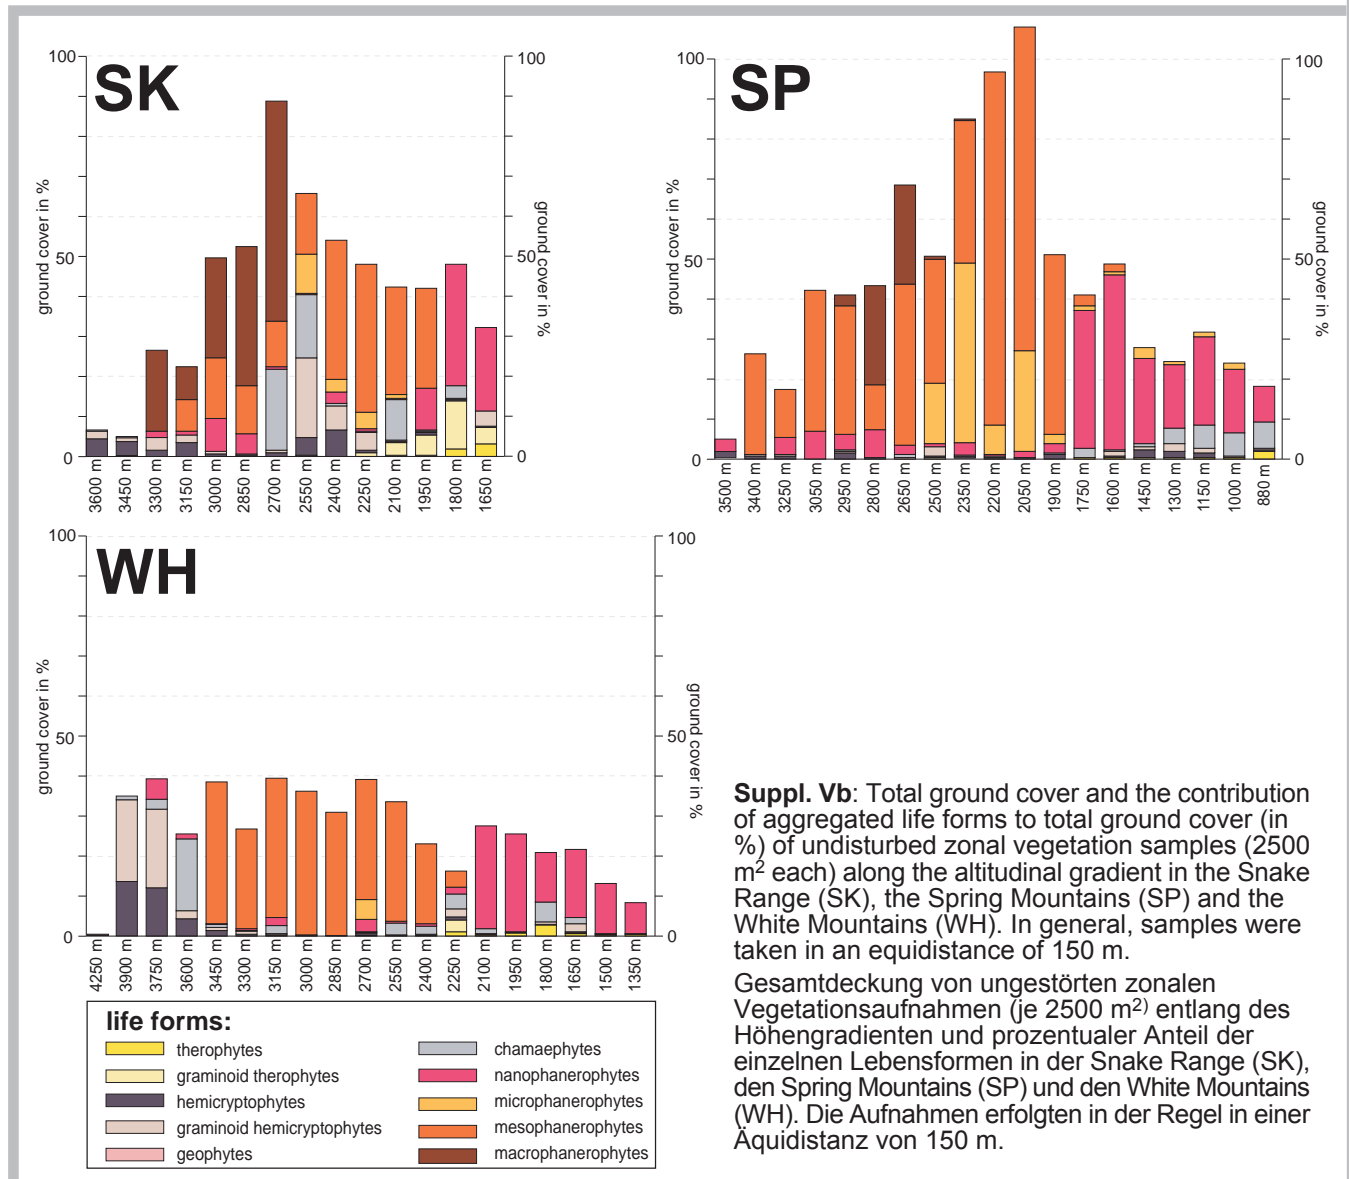 SK
100
50
0
ground cover in %
100
50
0
ground cover in %
3600 m
3450 m
3300 m
3150 m
3000 m
2850 m
2700 m
2550 m
2400 m
2250 m
2100 m
1950 m
1800 m
1650 m
SP
100
50
0
ground cover in %
100
50
0
ground cover in %
3500 m
3400 m
3250 m
3050 m
2950 m
2800 m
2650 m
2500 m
2350 m
2200 m
2050 m
1900 m
1750 m
1600 m
1450 m
1300 m
1150 m
1000 m
880 m
WH
100
50
0
ground cover in %
100
50
0
ground cover in %
4250 m
3900 m
3750 m
3600 m
3450 m
3300 m
3150 m
3000 m
2850 m
2700 m
2550 m
2400 m
2250 m
2100 m
1950 m
1800 m
1650 m
1500 m
1350 m
life forms:
therophytes
graminoid therophytes
hemicryptophytes
graminoid hemicryptophytes
geophytes
chamaephytes
nanophanerophytes
microphanerophytes
mesophanerophytes
macrophanerophytes
Suppl. Vb: Total ground cover and the contribution
of aggregated life forms to total ground cover (in
%) of undisturbed zonal vegetation samples (2500
m² each) along the altitudinal gradient in the Snake
Range (SK), the Spring Mountains (SP) and the
White Mountains (WH). In general, samples were
taken in an equidistance of 150 m.
Gesamtdeckung von ungestörten zonalen
Vegetationsaufnahmen (je 2500 m²⁾ entlang des
Höhengradienten und prozentualer Anteil der
einzelnen Lebensformen in der Snake Range (SK),
den Spring Mountains (SP) und den White Mountains
(WH). Die Aufnahmen erfolgten in der Regel in einer
Äquidistanz von 150 m.